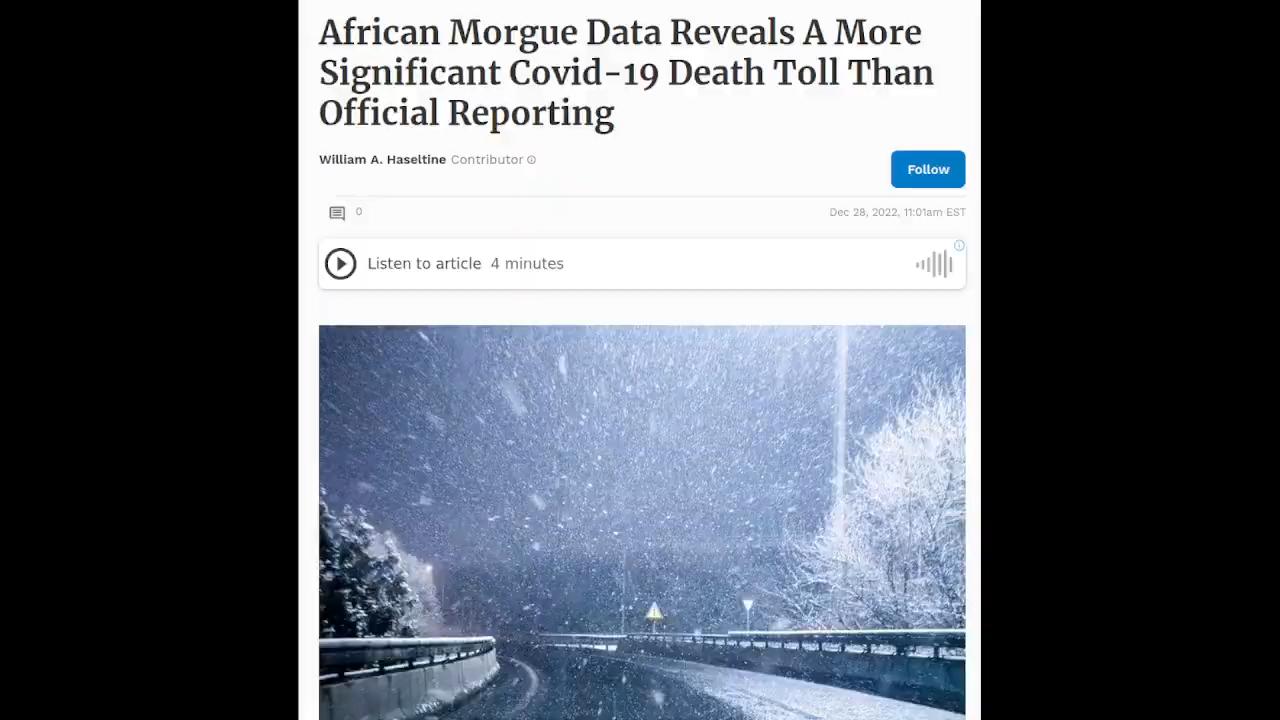 African Morgue Data Reveals A More
Significant Covid-19 Death Toll Than
Official Reporting
William A. Haseltine Contributor
Follow
0
Dec 28, 2022, 11:01am EST
Listen to article 4 minutes